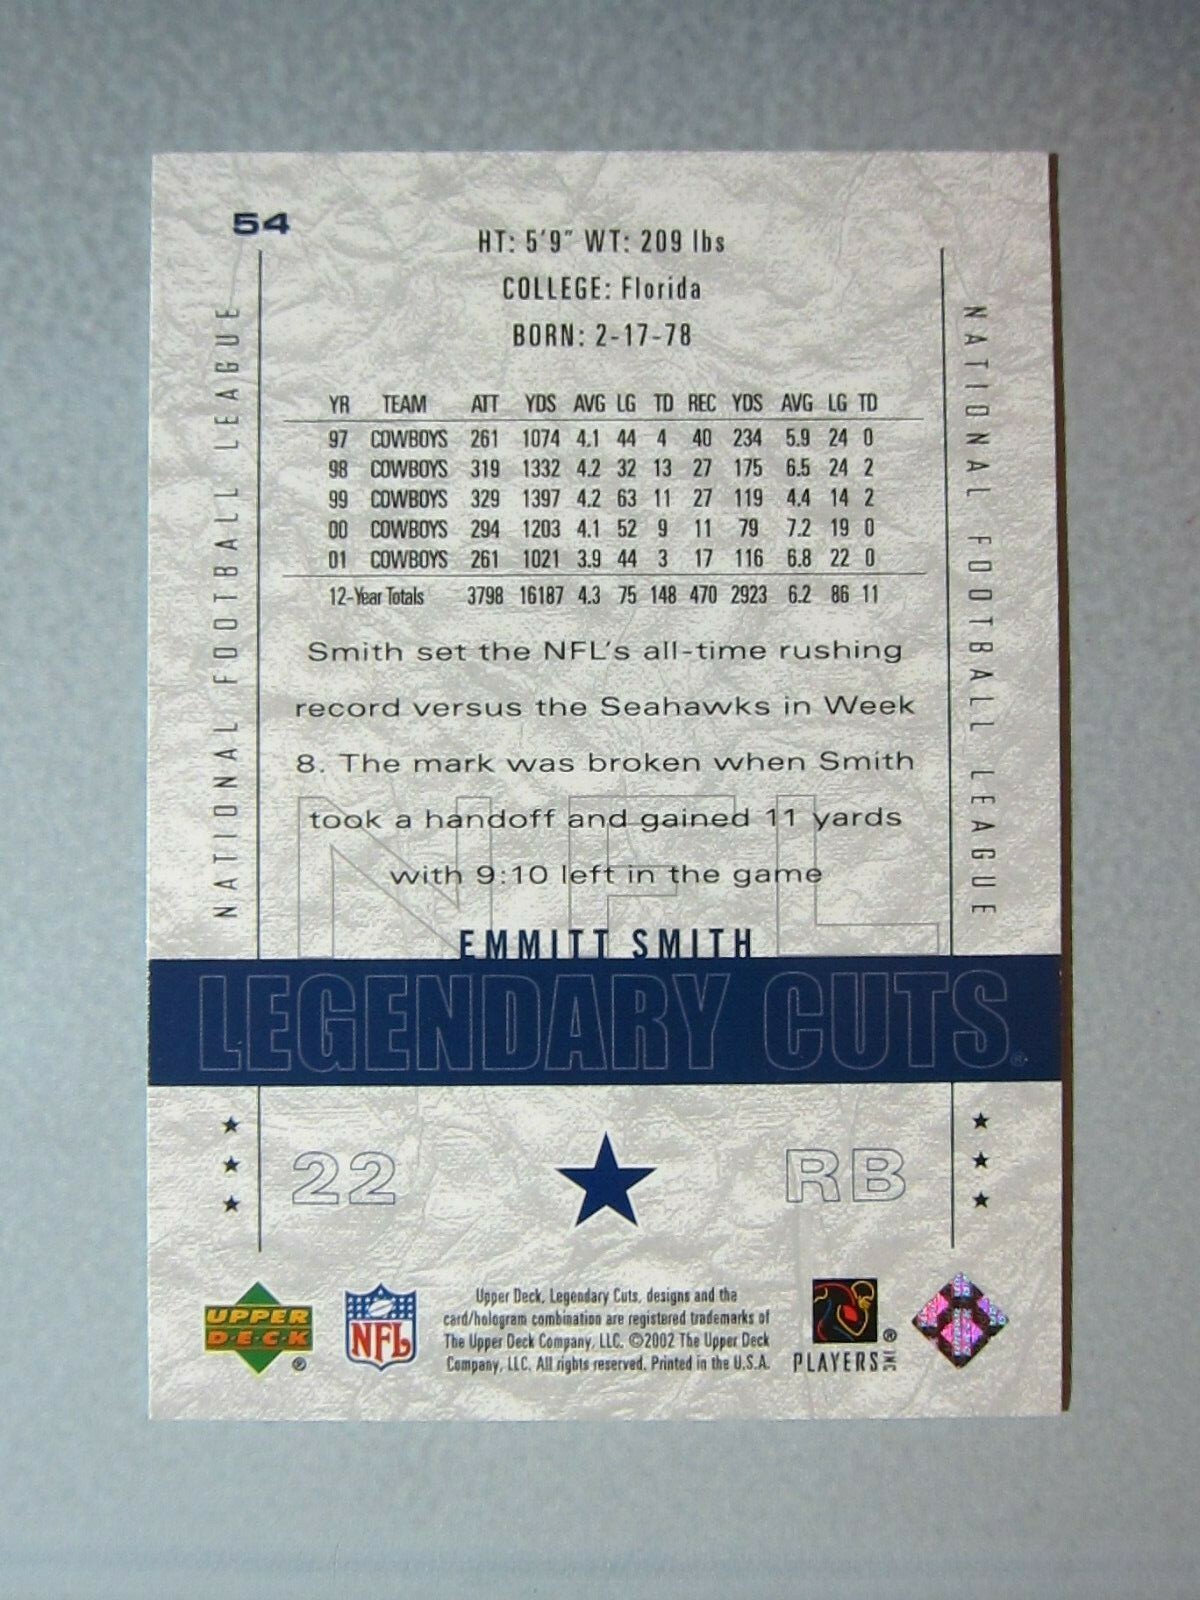 54
HT: 5'9" WT: 209 lbs
COLLEGE: Florida
BORN: 2-17-78
NATIONAL FOOTBALL LEAGUE
NATIONAL FOOTBALL LEAGUE
YR TEAM ATT YDS AVG LG TD REC YDS AVG LG TD
97 COWBOYS 261 1074 4.1 44 4 40 234 5.9 24 0
98 COWBOYS 319 1332 4.2 32 13 27 175 6.5 24 2
99 COWBOYS 329 1397 4.2 63 11 27 119 4.4 14 2
00 COWBOYS 294 1203 4.1 52 9 11 79 7.2 19 0
01 COWBOYS 261 1021 3.9 44 3 17 116 6.8 22 0
12-Year Totals 3798 16187 4.3 75 148 470 2923 6.2 86 11
Smith set the NFL's all-time rushing
record versus the Seahawks in Week
8. The mark was broken when Smith
took a handoff and gained 11 yards
with 9:10 left in the game
NFL
EMMITT SMITH
LEGENDARY CUTS®
22 RB
UPPER
DECK®
NFL
Upper Deck, Legendary Cuts, designs and the
card/hologram combination are registered trademarks of
The Upper Deck Company, LLC. ©2002 The Upper Deck
Company, LLC. All rights reserved. Printed in the U.S.A.
PLAYERS INC®